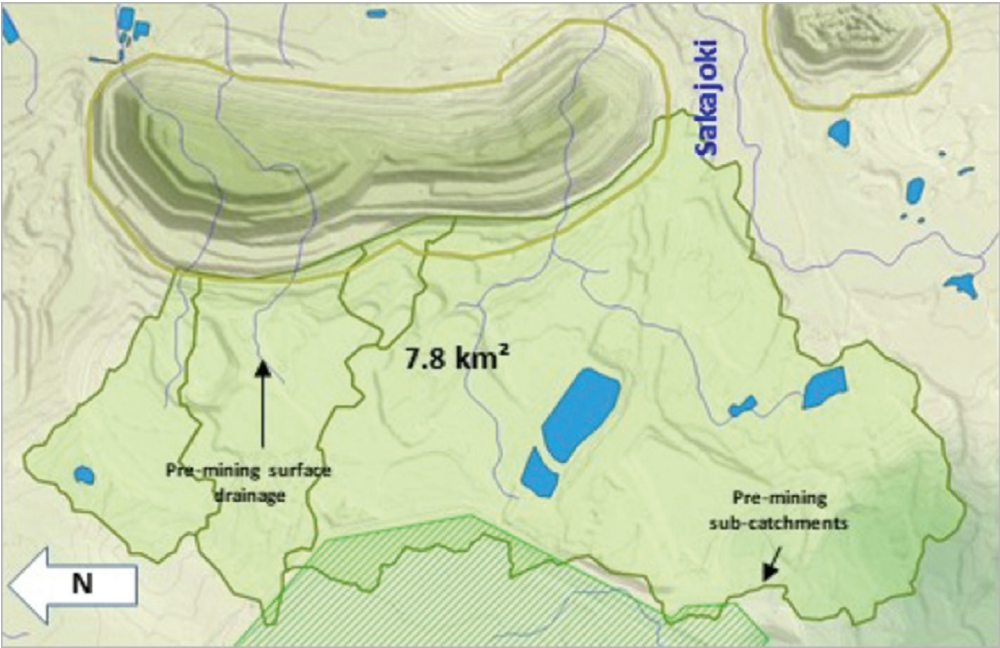 Sakajoki
7.8 km²
Pre-mining surface
drainage
Pre-mining
sub-catchments
N